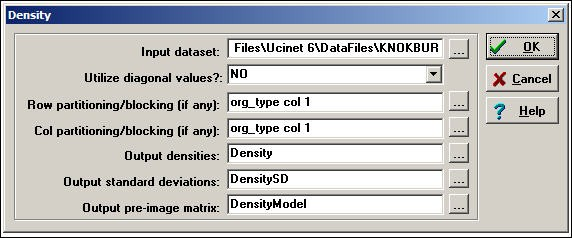 Density
Input dataset: Files\Ucinet 6\DataFiles\KNOKBUR ...
Utilize diagonal values?: NO
Row partitioning/blocking (if any): org_type col 1 ...
Col partitioning/blocking (if any): org_type col 1 ...
Output densities: Density ...
Output standard deviations: DensitySD ...
Output pre-image matrix: DensityModel ...
OK
Cancel
Help